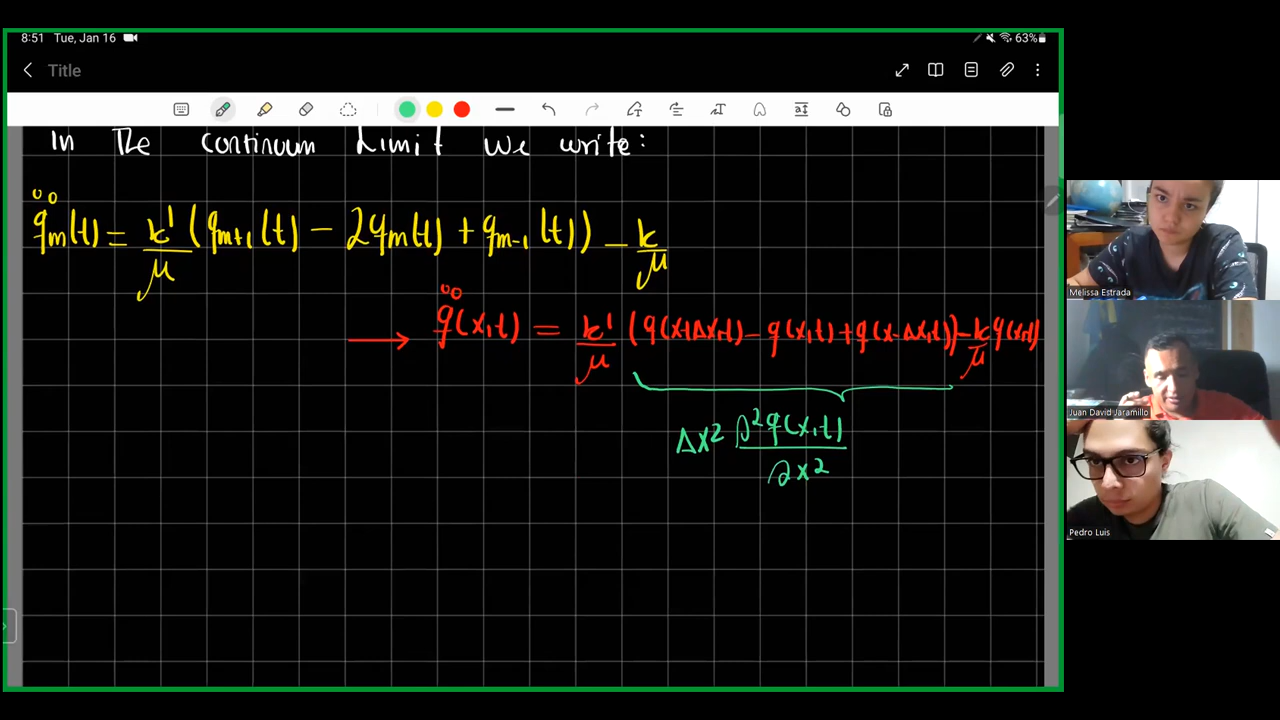 8:51 Tue, Jan 16 63%
Title
In The continuum Limit we write:
q̈m(t) = k'/μ (qm+1(t) − 2qm(t) + qm-1(t)) − k/μ
→ q̈(x,t) = k'/μ (q(x+Δx,t) − q(x,t) + q(x-Δx,t)) − k/μ q(x,t)
Δx² ∂²q(x,t)/∂x²
Melissa Estrada
Juan David Jaramillo
Pedro Luis